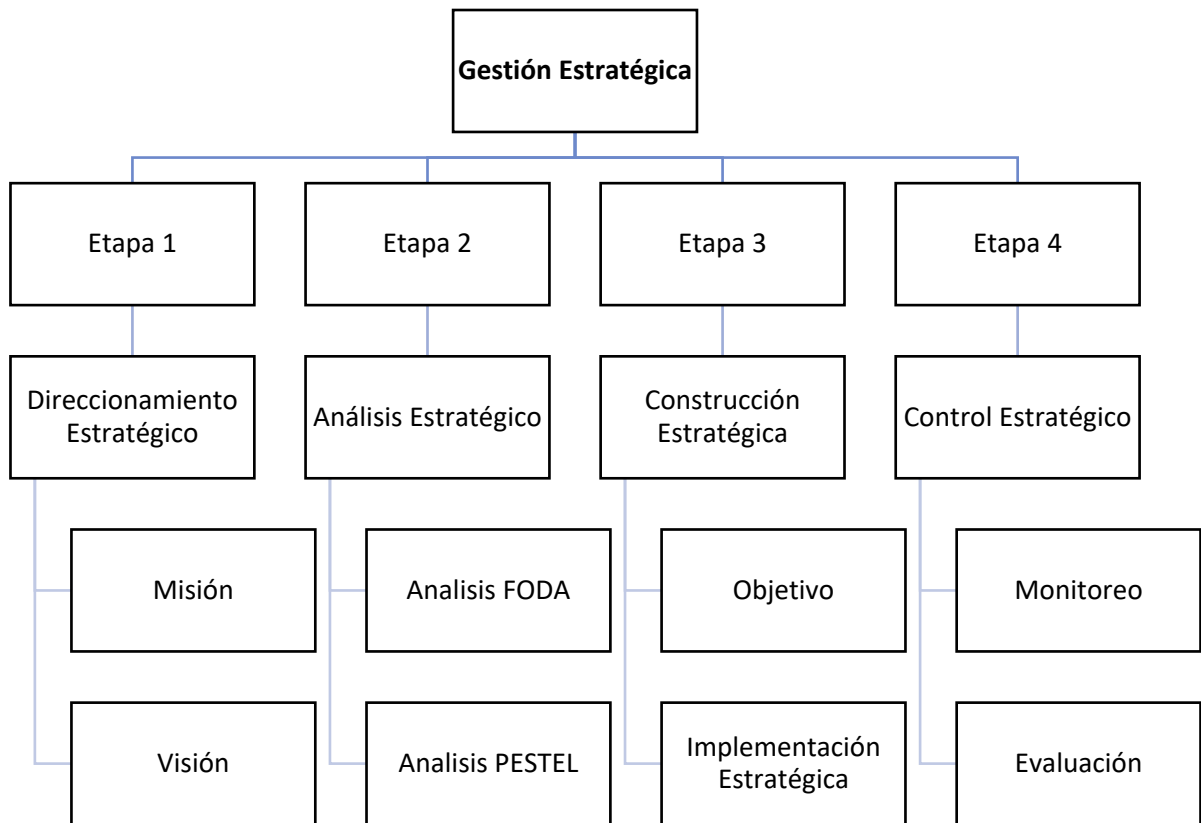 Gestión Estratégica
Etapa 1
Etapa 2
Etapa 3
Etapa 4
Direccionamiento
Estratégico
Análisis Estratégico
Construcción
Estratégica
Control Estratégico
Misión
Analisis FODA
Objetivo
Monitoreo
Visión
Analisis PESTEL
Implementación
Estratégica
Evaluación